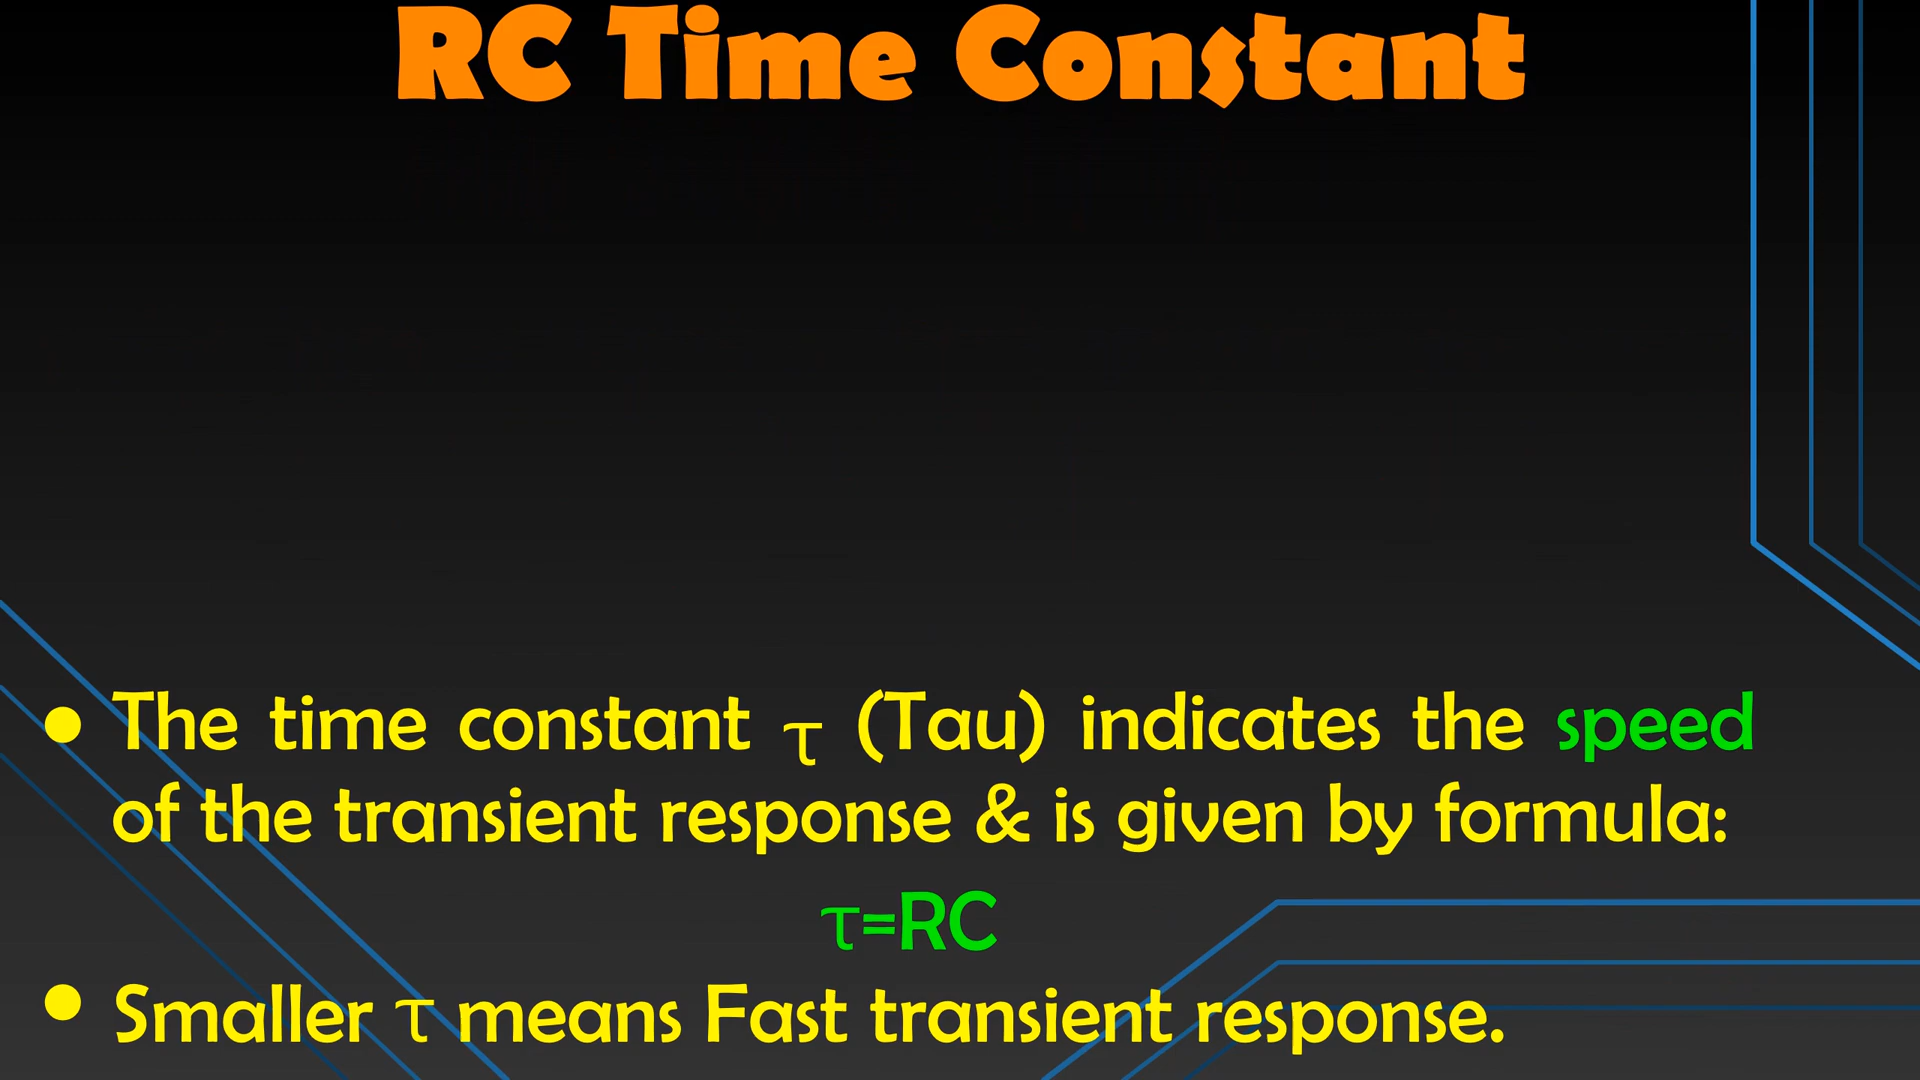 RC Time Constant
• The time constant τ (Tau) indicates the speed
of the transient response & is given by formula:
τ=RC
• Smaller τ means Fast transient response.